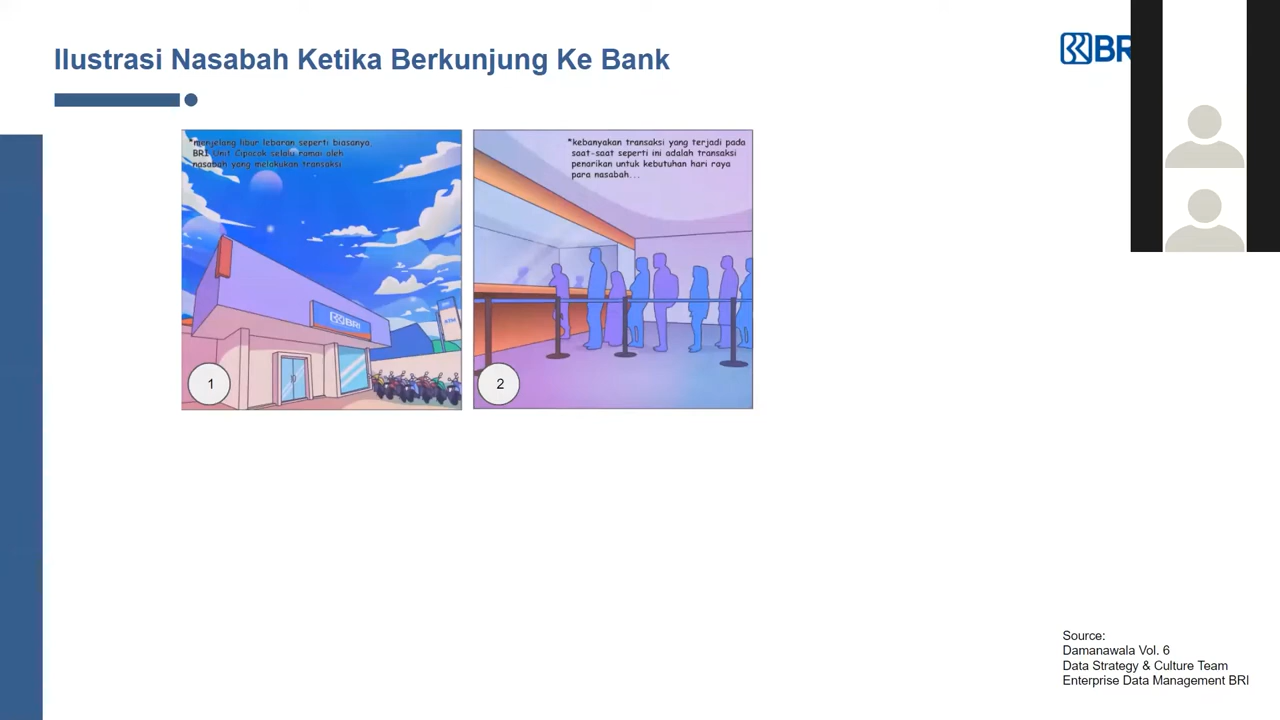 Ilustrasi Nasabah Ketika Berkunjung Ke Bank
BR
*menjelang libur lebaran seperti biasanya,
BRI Unit Cipocok selalu ramai oleh
nasabah yang melakukan transaksi
BRI
ATM
1
*kebanyakan transaksi yang terjadi pada
saat-saat seperti ini adalah transaksi
penarikan untuk kebutuhan hari raya
para nasabah...
2
Source:
Damanawala Vol. 6
Data Strategy & Culture Team
Enterprise Data Management BRI